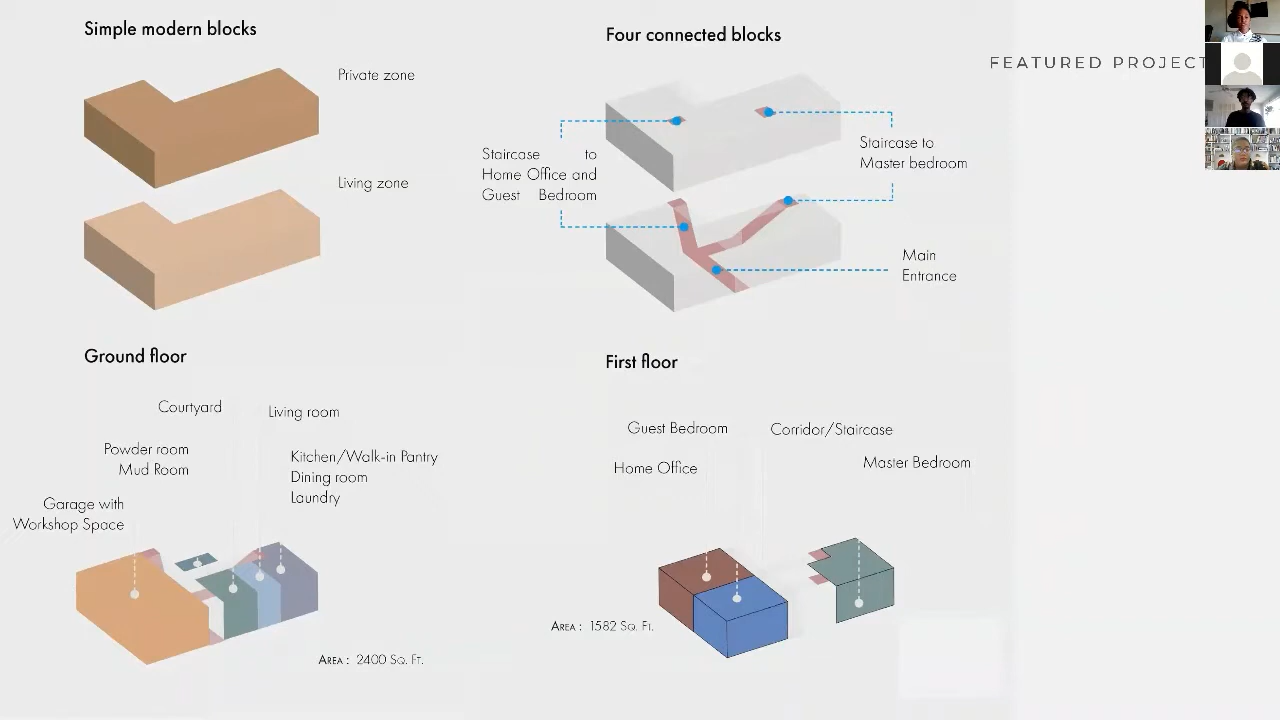 Simple modern blocks
Private zone
Living zone
Four connected blocks
FEATURED PROJECT
Staircase to
Home Office and
Guest Bedroom
Staircase to
Master bedroom
Main
Entrance
Ground floor
Courtyard
Living room
Powder room
Mud Room
Kitchen/Walk-in Pantry
Dining room
Laundry
Garage with
Workshop Space
AREA : 2400 SQ. FT.
First floor
Guest Bedroom
Corridor/Staircase
Home Office
Master Bedroom
AREA : 1582 SQ. FT.